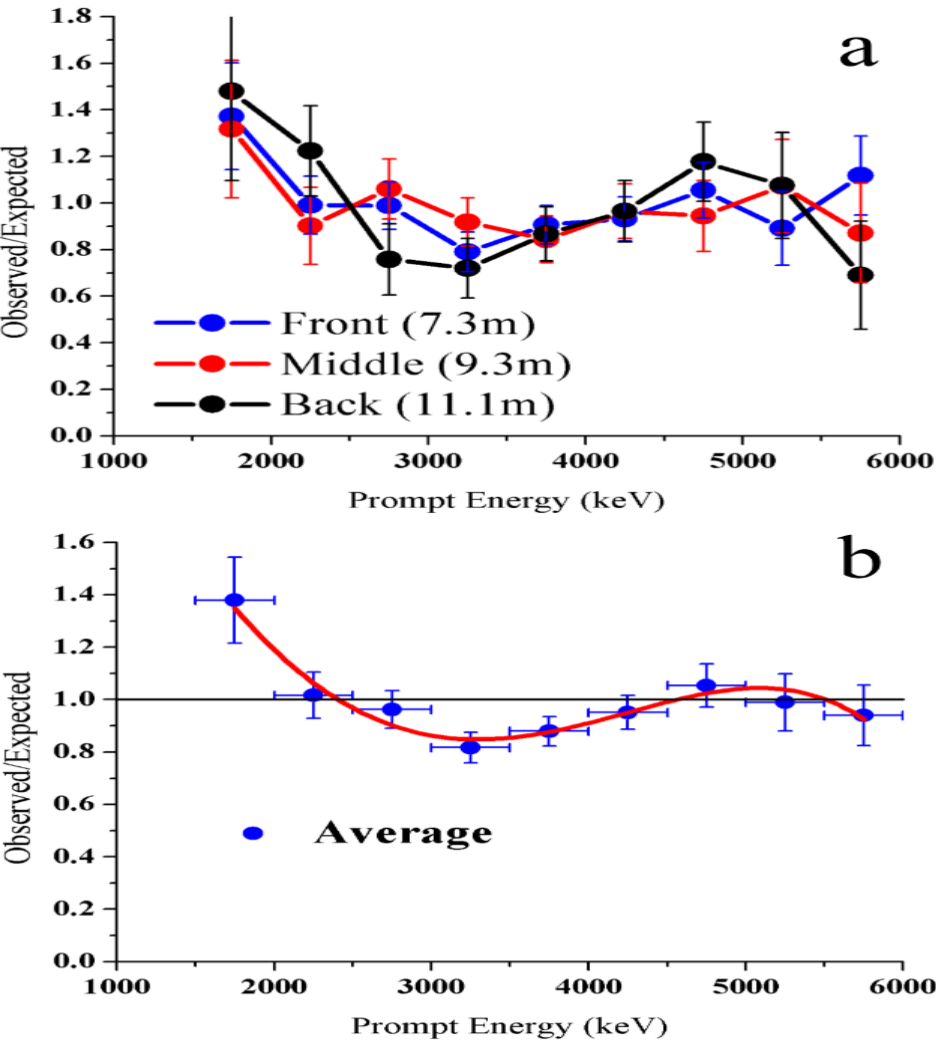 a
1.8
1.6
1.4
1.2
1.0
0.8
0.6
0.4
0.2
0.0
Observed/Expected
Front (7.3m)
Middle (9.3m)
Back (11.1m)
1000 2000 3000 4000 5000 6000
Prompt Energy (keV)
b
1.6
1.4
1.2
1.0
0.8
0.6
0.4
0.2
0.0
Observed/Expected
Average
1000 2000 3000 4000 5000 6000
Prompt Energy (keV)